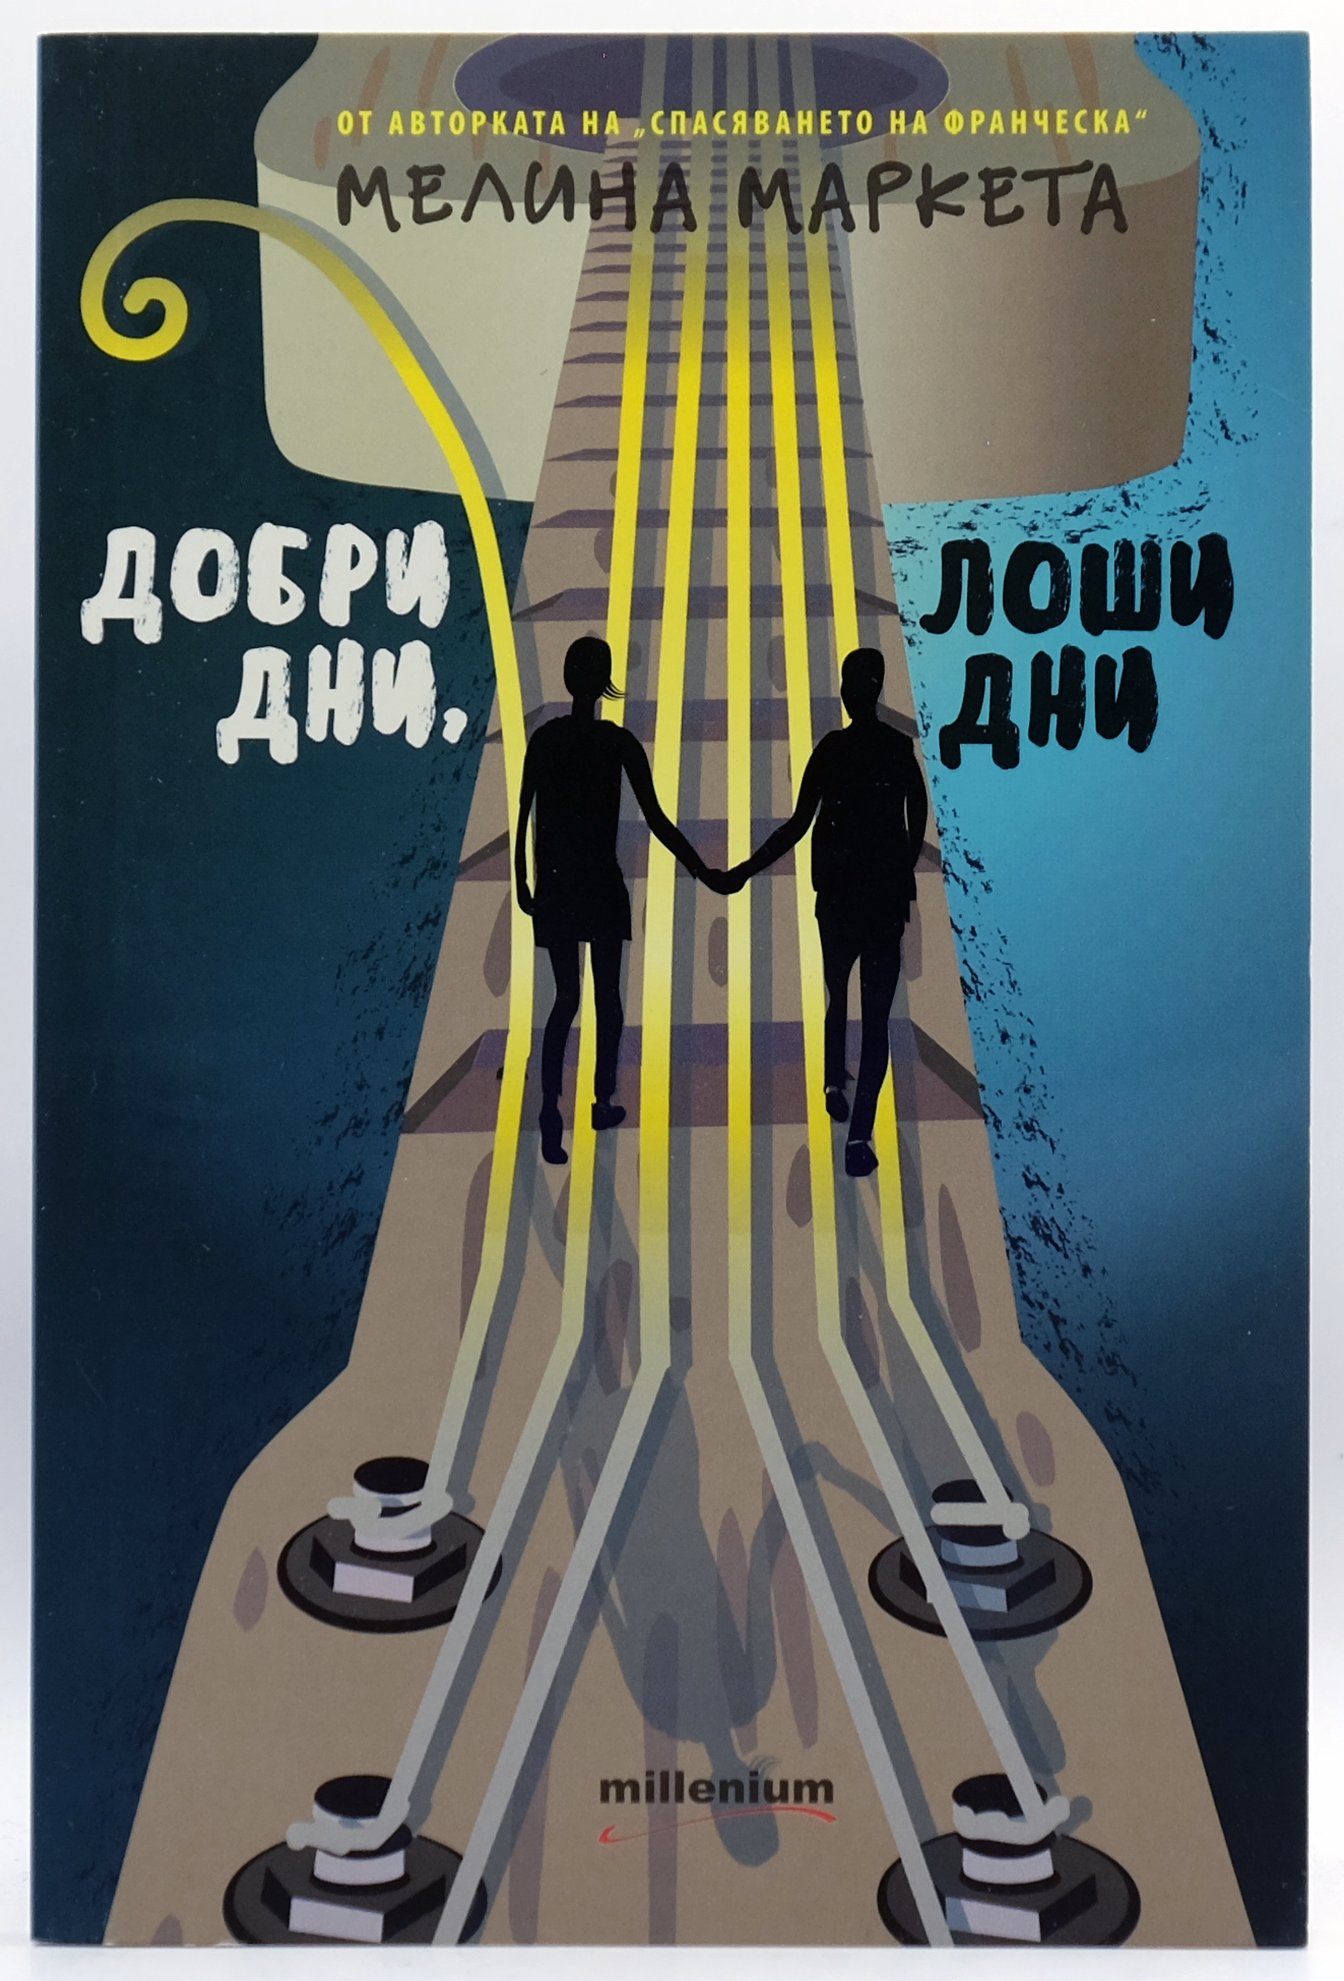 ОТ АВТОРКАТА НА „СПАСЯВАНЕТО НА ФРАНЧЕСКА“
МЕЛИНА МАРКЕТА
ДОБРИ
ДНИ,
ЛОШИ
ДНИ
millenium